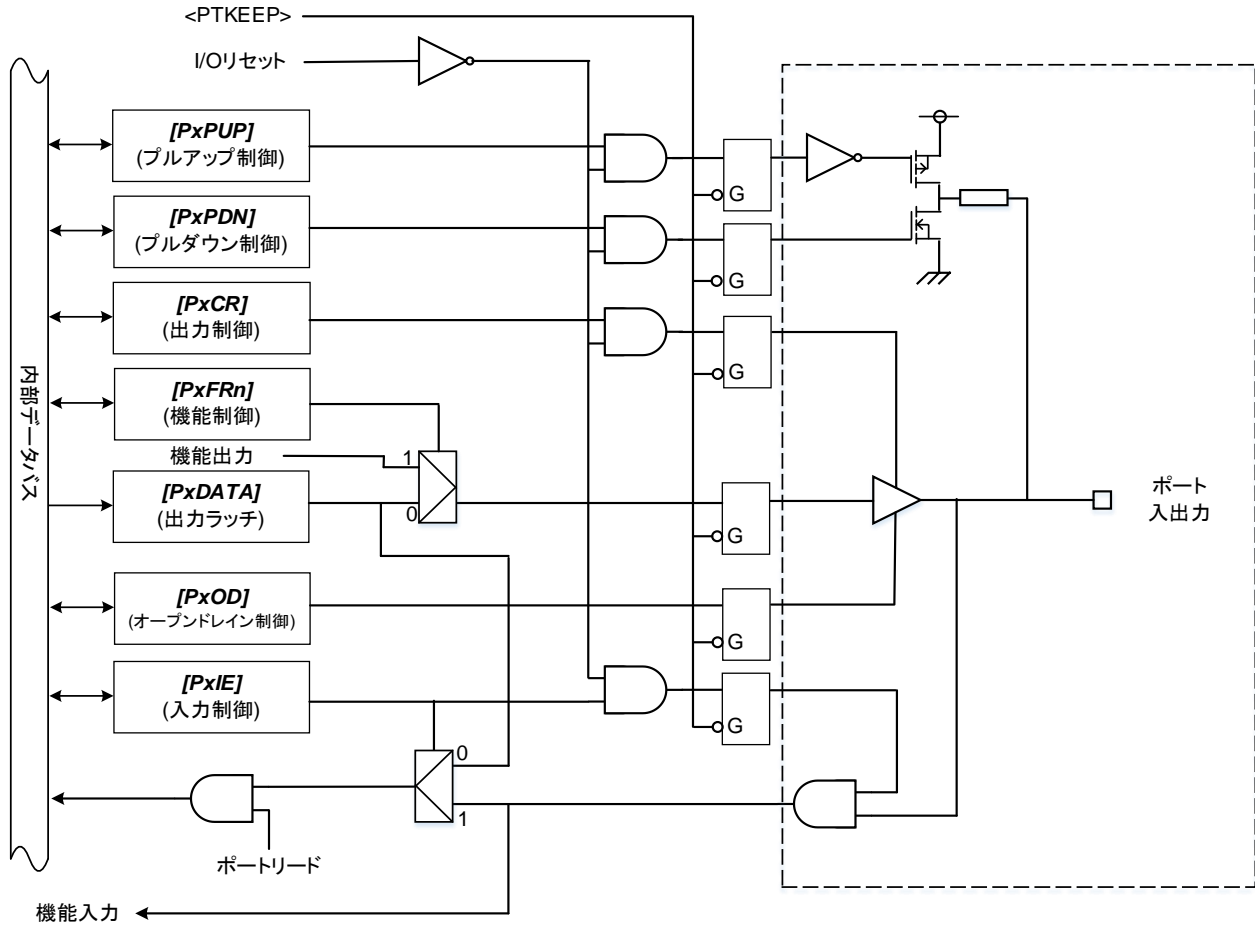 <PTKEEP>
I/Oリセット
[PxPUP]
(プルアップ制御)
G
[PxPDN]
(プルダウン制御)
G
[PxCR]
(出力制御)
G
内部データバス
[PxFRn]
(機能制御)
機能出力
1
[PxDATA]
(出力ラッチ)
0
G
ポート
入出力
[PxOD]
(オープンドレイン制御)
G
[PxIE]
(入力制御)
G
0
1
ポートリード
機能入力